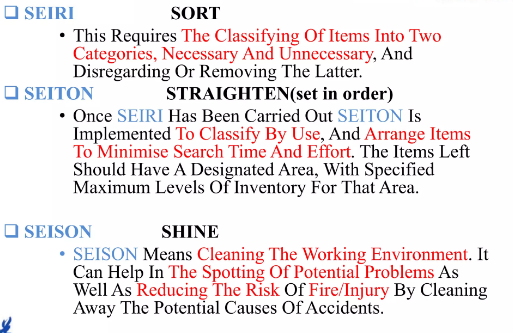 SEIRI SORT
• This Requires The Classifying Of Items Into Two
Categories, Necessary And Unnecessary, And
Disregarding Or Removing The Latter.
SEITON STRAIGHTEN(set in order)
• Once SEIRI Has Been Carried Out SEITON Is
Implemented To Classify By Use, And Arrange Items
To Minimise Search Time And Effort. The Items Left
Should Have A Designated Area, With Specified
Maximum Levels Of Inventory For That Area.
SEISON SHINE
• SEISON Means Cleaning The Working Environment. It
Can Help In The Spotting Of Potential Problems As
Well As Reducing The Risk Of Fire/Injury By Cleaning
Away The Potential Causes Of Accidents.